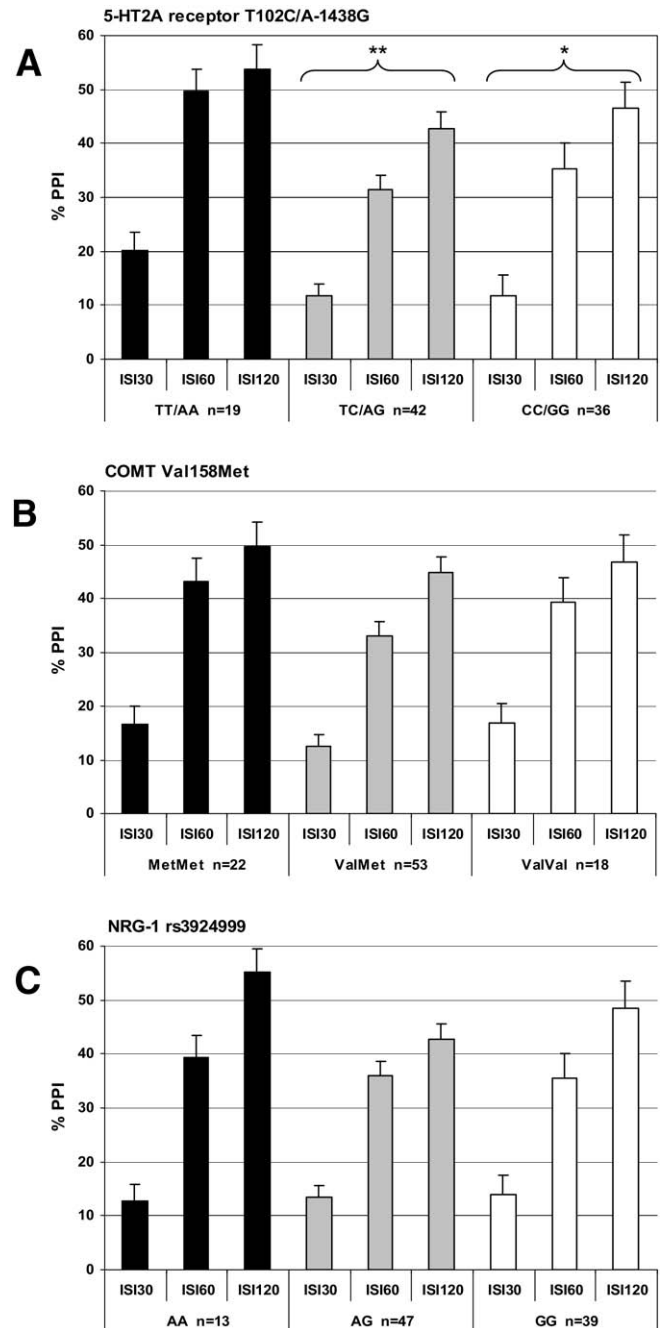 5-HT2A receptor T102C/A-1438G
A
** *
60
50
40
30
20
10
0
% PPI
ISI30 ISI60 ISI120 ISI30 ISI60 ISI120 ISI30 ISI60 ISI120
TT/AA n=19 TC/AG n=42 CC/GG n=36
COMT Val158Met
B
60
50
40
30
20
10
0
% PPI
ISI30 ISI60 ISI120 ISI30 ISI60 ISI120 ISI30 ISI60 ISI120
MetMet n=22 ValMet n=53 ValVal n=18
NRG-1 rs3924999
C
60
50
40
30
20
10
0
% PPI
ISI30 ISI60 ISI120 ISI30 ISI60 ISI120 ISI30 ISI60 ISI120
AA n=13 AG n=47 GG n=39